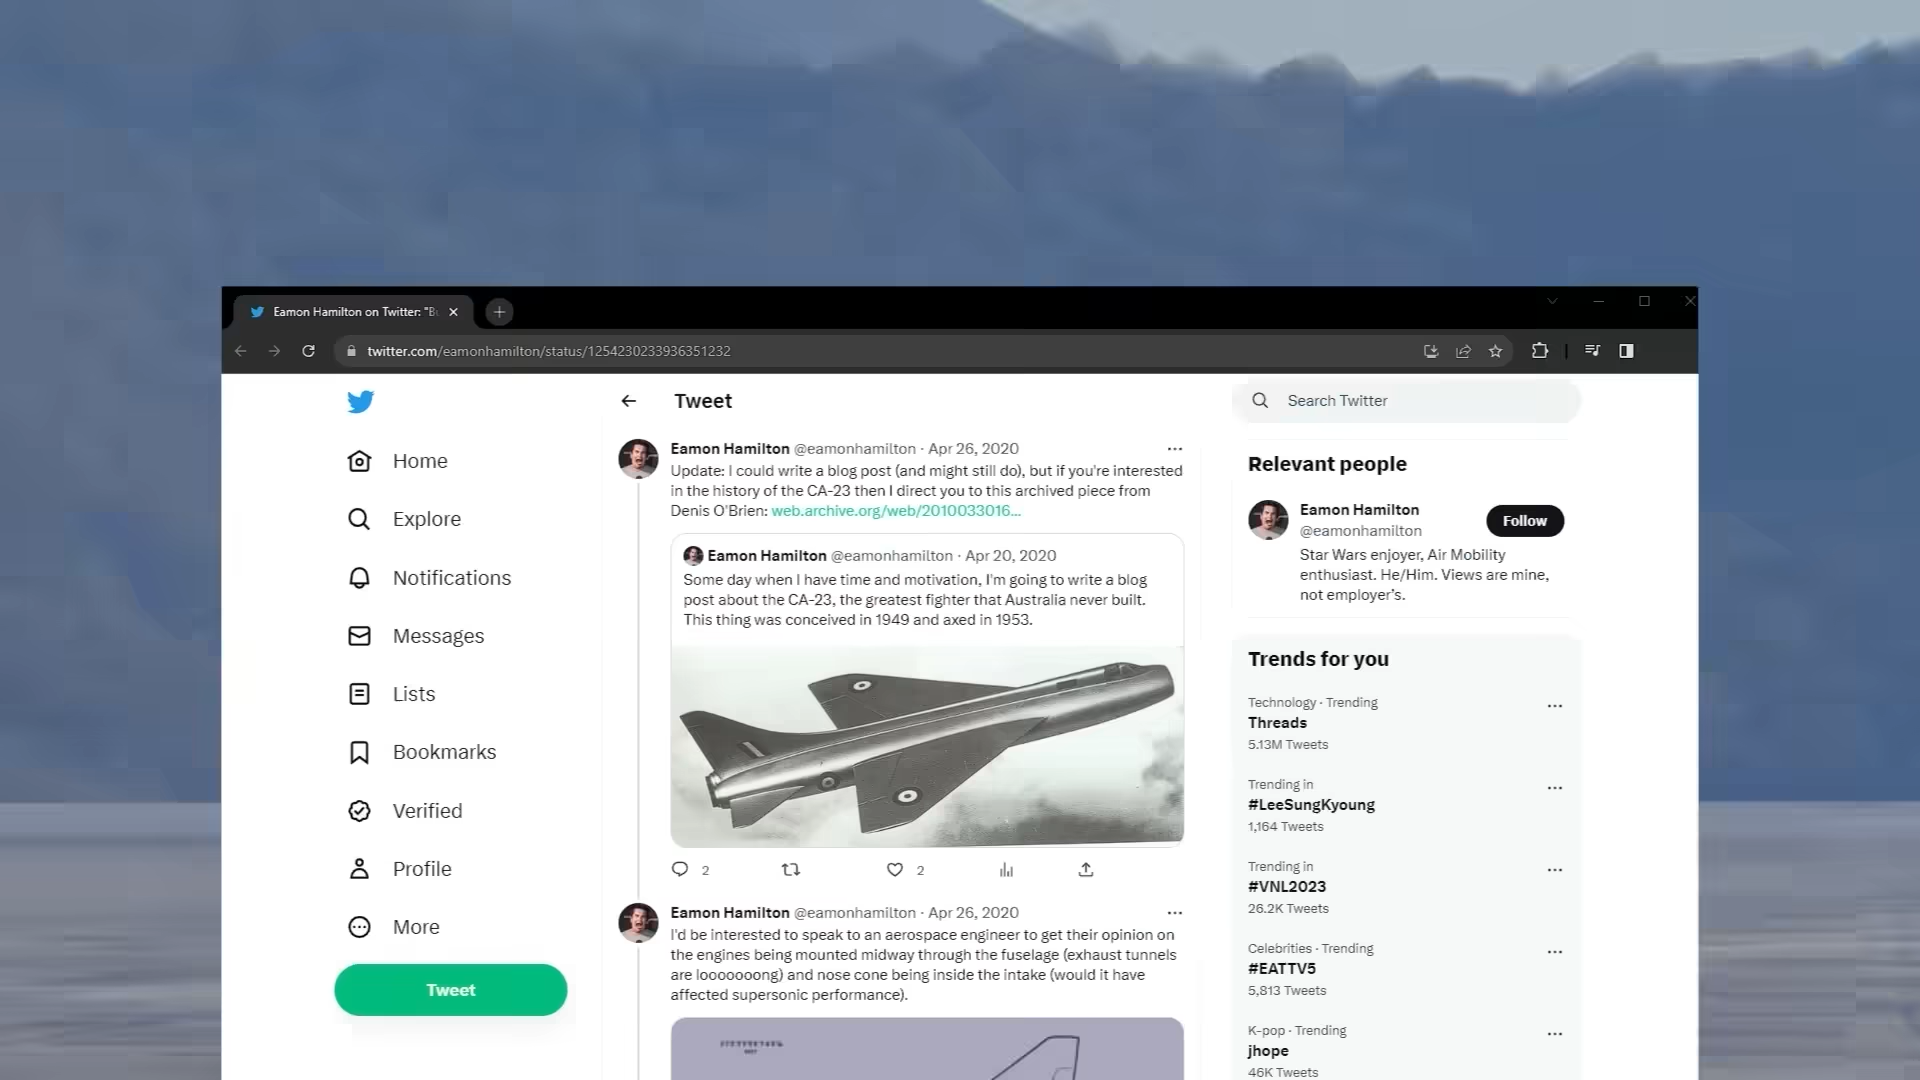 Eamon Hamilton on Twitter: "Bu
twitter.com/eamonhamilton/status/1254230233936351232
Home
Explore
Notifications
Messages
Lists
Bookmarks
Verified
Profile
More
Tweet
Tweet
Eamon Hamilton @eamonhamilton · Apr 26, 2020
Update: I could write a blog post (and might still do), but if you're interested
in the history of the CA-23 then I direct you to this archived piece from
Denis O'Brien: web.archive.org/web/2010033016...
Eamon Hamilton @eamonhamilton · Apr 20, 2020
Some day when I have time and motivation, I'm going to write a blog
post about the CA-23, the greatest fighter that Australia never built.
This thing was conceived in 1949 and axed in 1953.
2
2
Eamon Hamilton @eamonhamilton · Apr 26, 2020
I'd be interested to speak to an aerospace engineer to get their opinion on
the engines being mounted midway through the fuselage (exhaust tunnels
are looooooong) and nose cone being inside the intake (would it have
affected supersonic performance).
Search Twitter
Relevant people
Eamon Hamilton
@eamonhamilton
Follow
Star Wars enjoyer, Air Mobility
enthusiast. He/Him. Views are mine,
not employer's.
Trends for you
Technology · Trending
Threads
5.13M Tweets
Trending in
#LeeSungKyoung
1,164 Tweets
Trending in
#VNL2023
26.2K Tweets
Celebrities · Trending
#EATTV5
5,813 Tweets
K-pop · Trending
jhope
46K Tweets